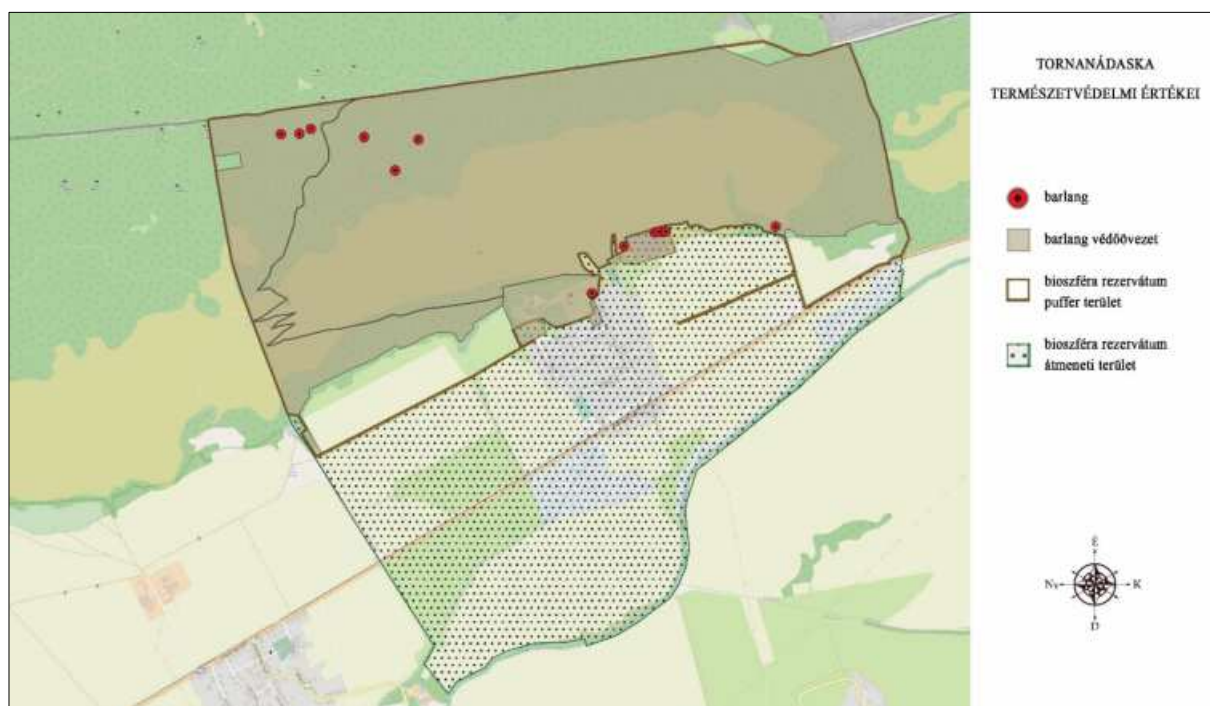 TORNANÁDASKA
TERMÉSZETVÉDELMI ÉRTÉKEI
barlang
barlang védőövezet
bioszféra rezervátum
puffer terület
bioszféra rezervátum
átmeneti terület
É
Ny K
D